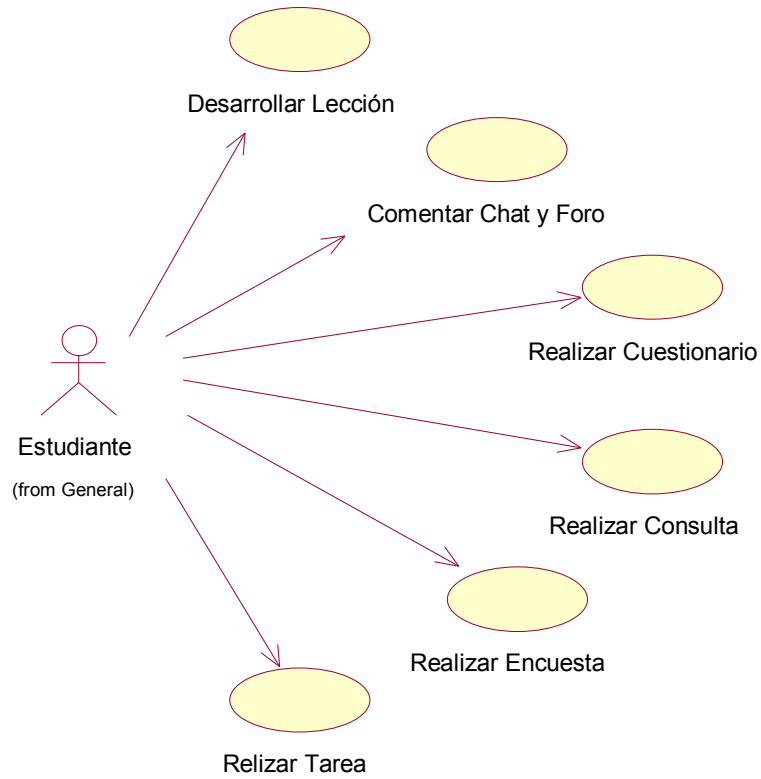 Desarrollar Lección
Comentar Chat y Foro
Realizar Cuestionario
Estudiante
(from General)
Realizar Consulta
Realizar Encuesta
Relizar Tarea